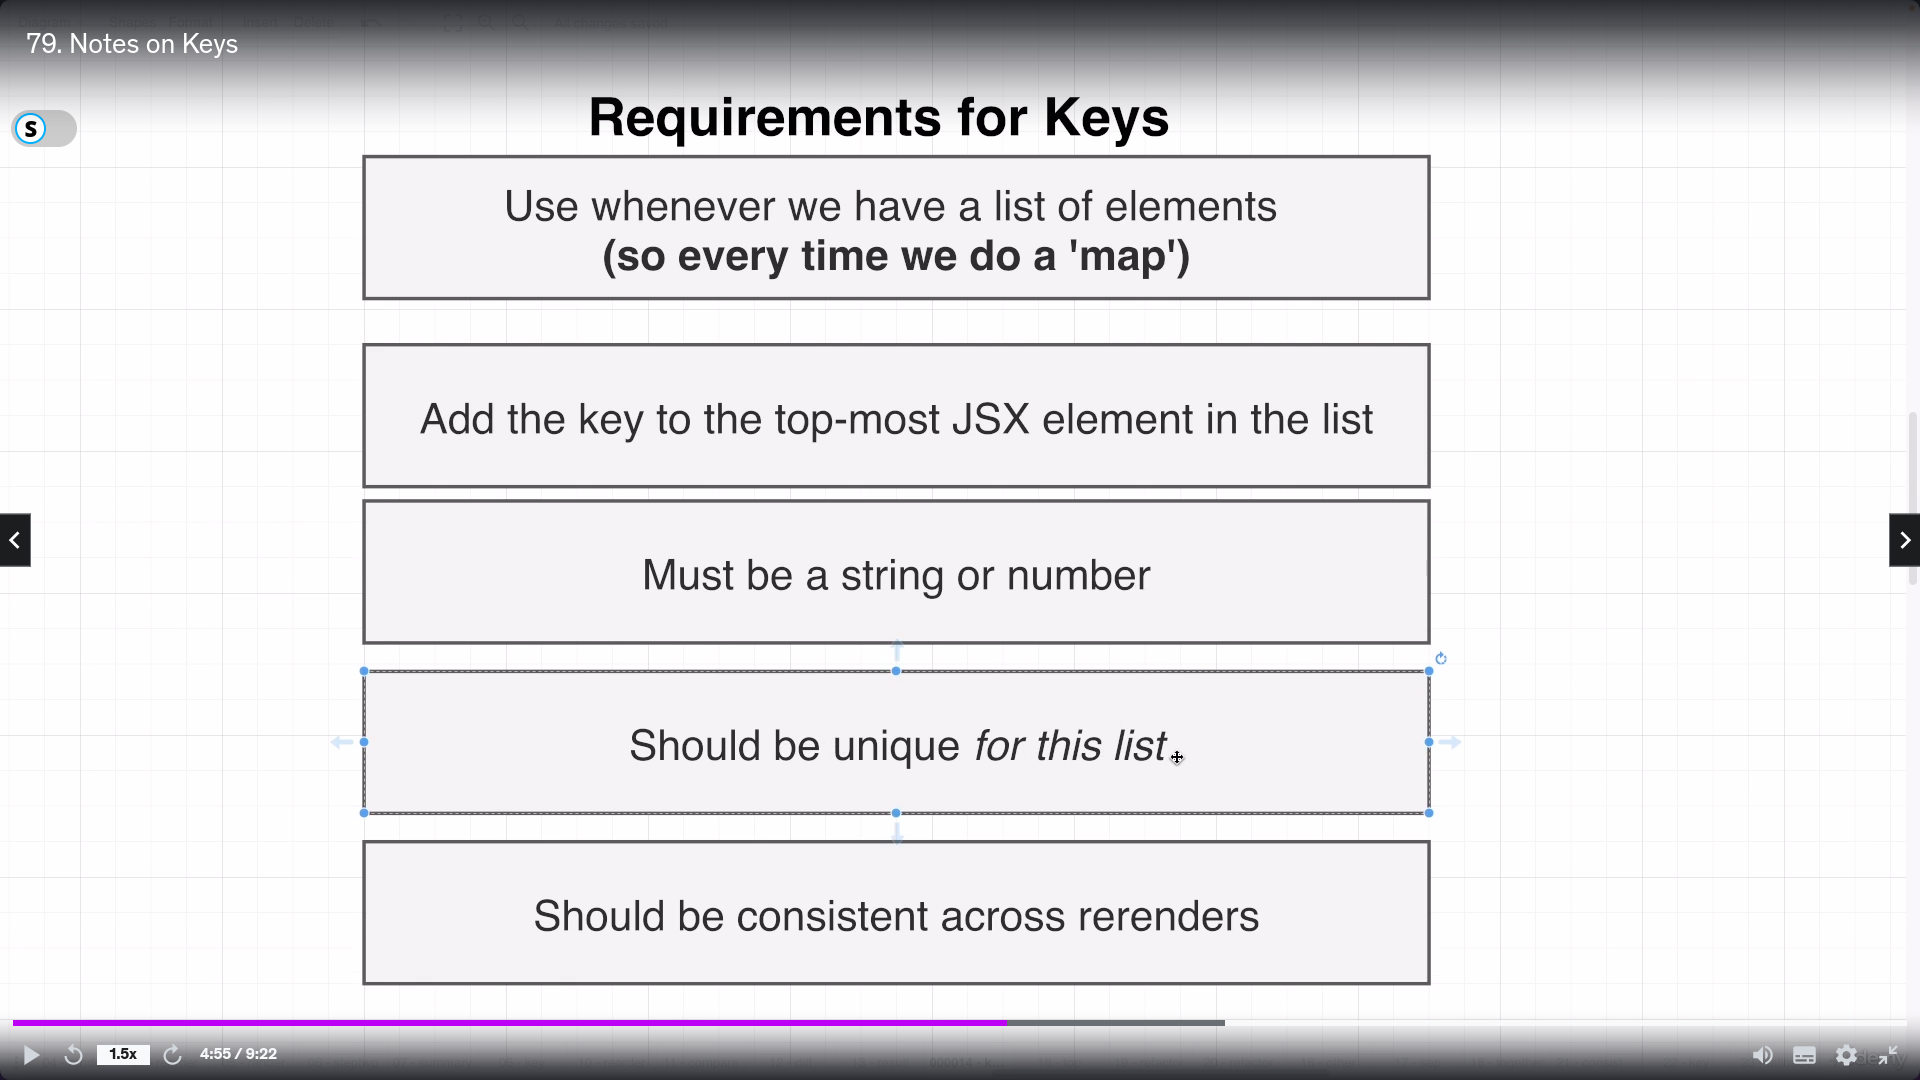 79. Notes on Keys
S
Requirements for Keys
Use whenever we have a list of elements
(so every time we do a 'map')
Add the key to the top-most JSX element in the list
Must be a string or number
Should be unique for this list
Should be consistent across rerenders
1.5x
4:55 / 9:22